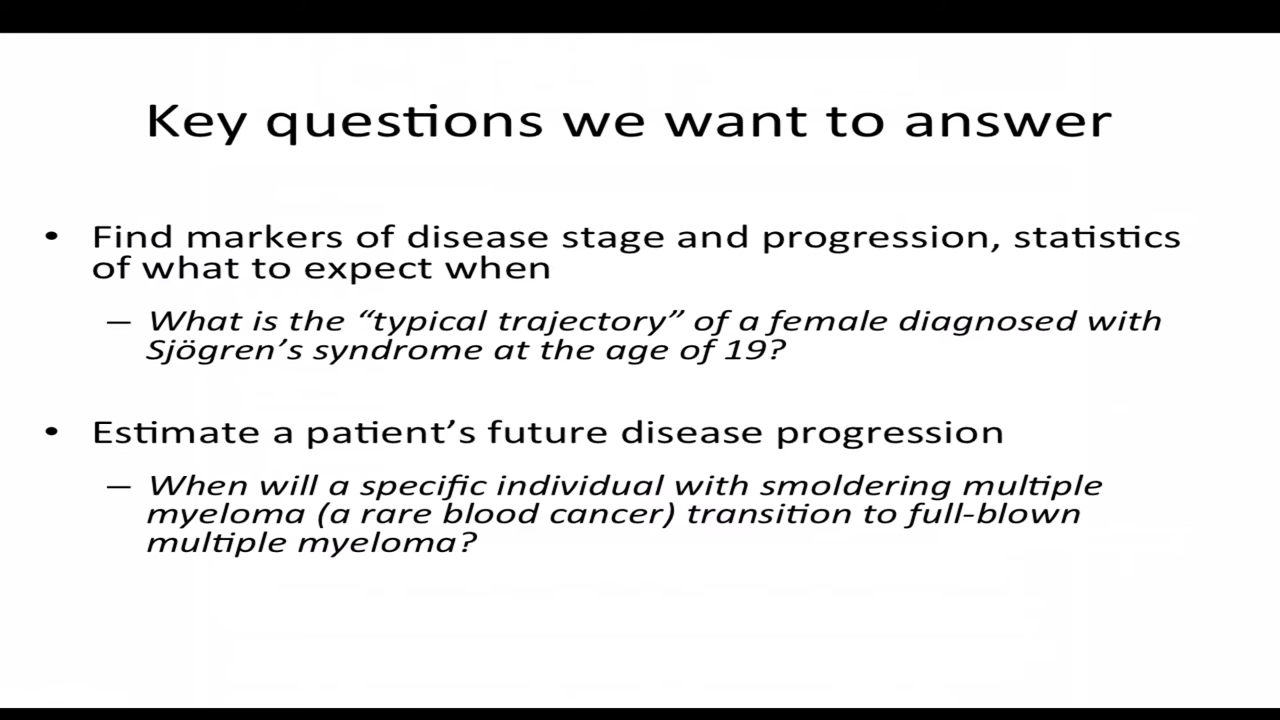 Key questions we want to answer
• Find markers of disease stage and progression, statistics
of what to expect when
– What is the “typical trajectory” of a female diagnosed with
Sjögren’s syndrome at the age of 19?
• Estimate a patient’s future disease progression
– When will a specific individual with smoldering multiple
myeloma (a rare blood cancer) transition to full-blown
multiple myeloma?